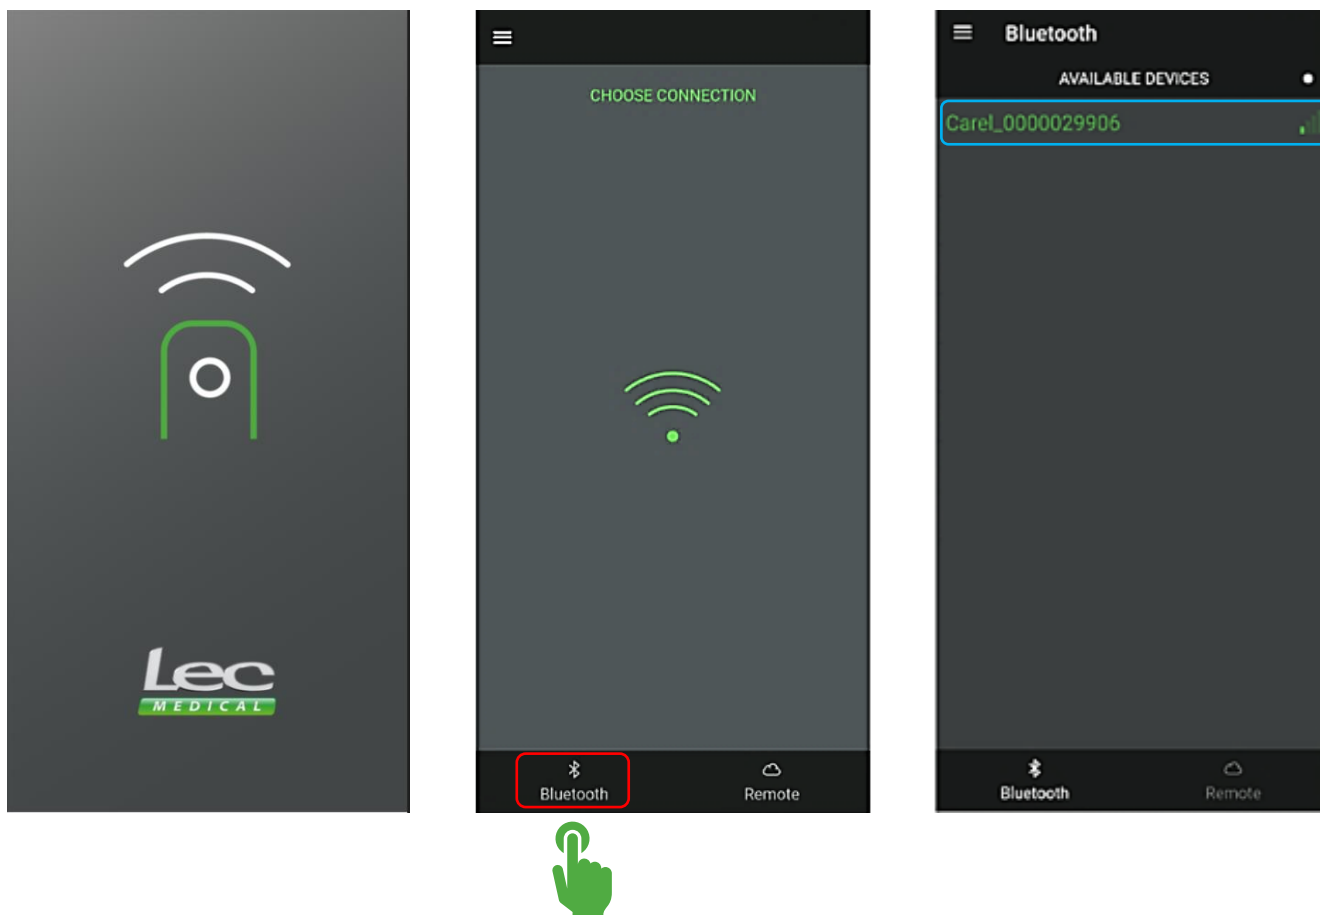 Lec
MEDICAL
CHOOSE CONNECTION
Bluetooth
Remote
Bluetooth
AVAILABLE DEVICES
Carel_0000029906
Bluetooth
Remote